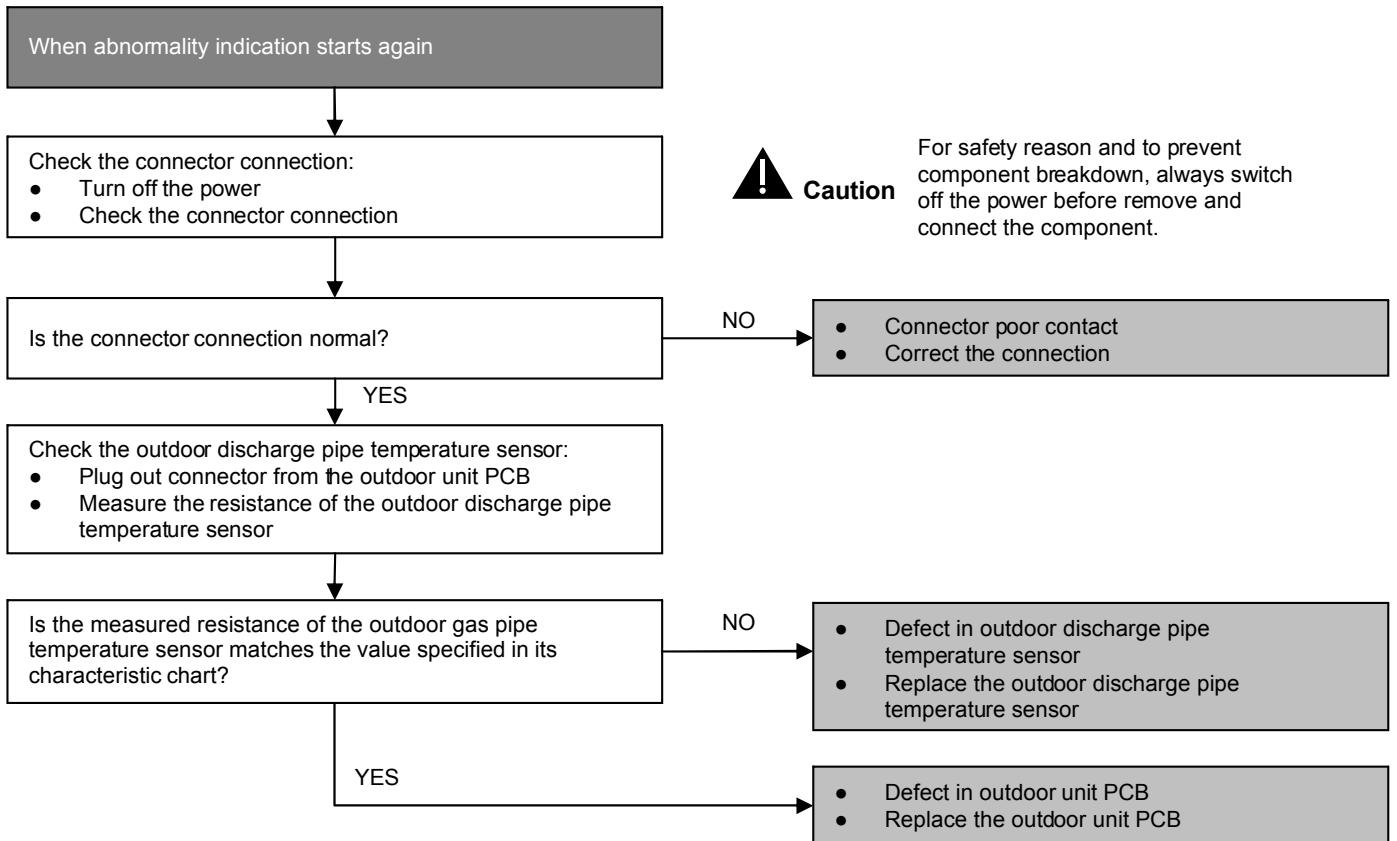 When abnormality indication starts again
Check the connector connection:
● Turn off the power
● Check the connector connection
Caution
For safety reason and to prevent
component breakdown, always switch
off the power before remove and
connect the component.
Is the connector connection normal?
NO
● Connector poor contact
● Correct the connection
YES
Check the outdoor discharge pipe temperature sensor:
● Plug out connector from the outdoor unit PCB
● Measure the resistance of the outdoor discharge pipe
temperature sensor
Is the measured resistance of the outdoor gas pipe
temperature sensor matches the value specified in its
characteristic chart?
NO
● Defect in outdoor discharge pipe
temperature sensor
● Replace the outdoor discharge pipe
temperature sensor
YES
● Defect in outdoor unit PCB
● Replace the outdoor unit PCB